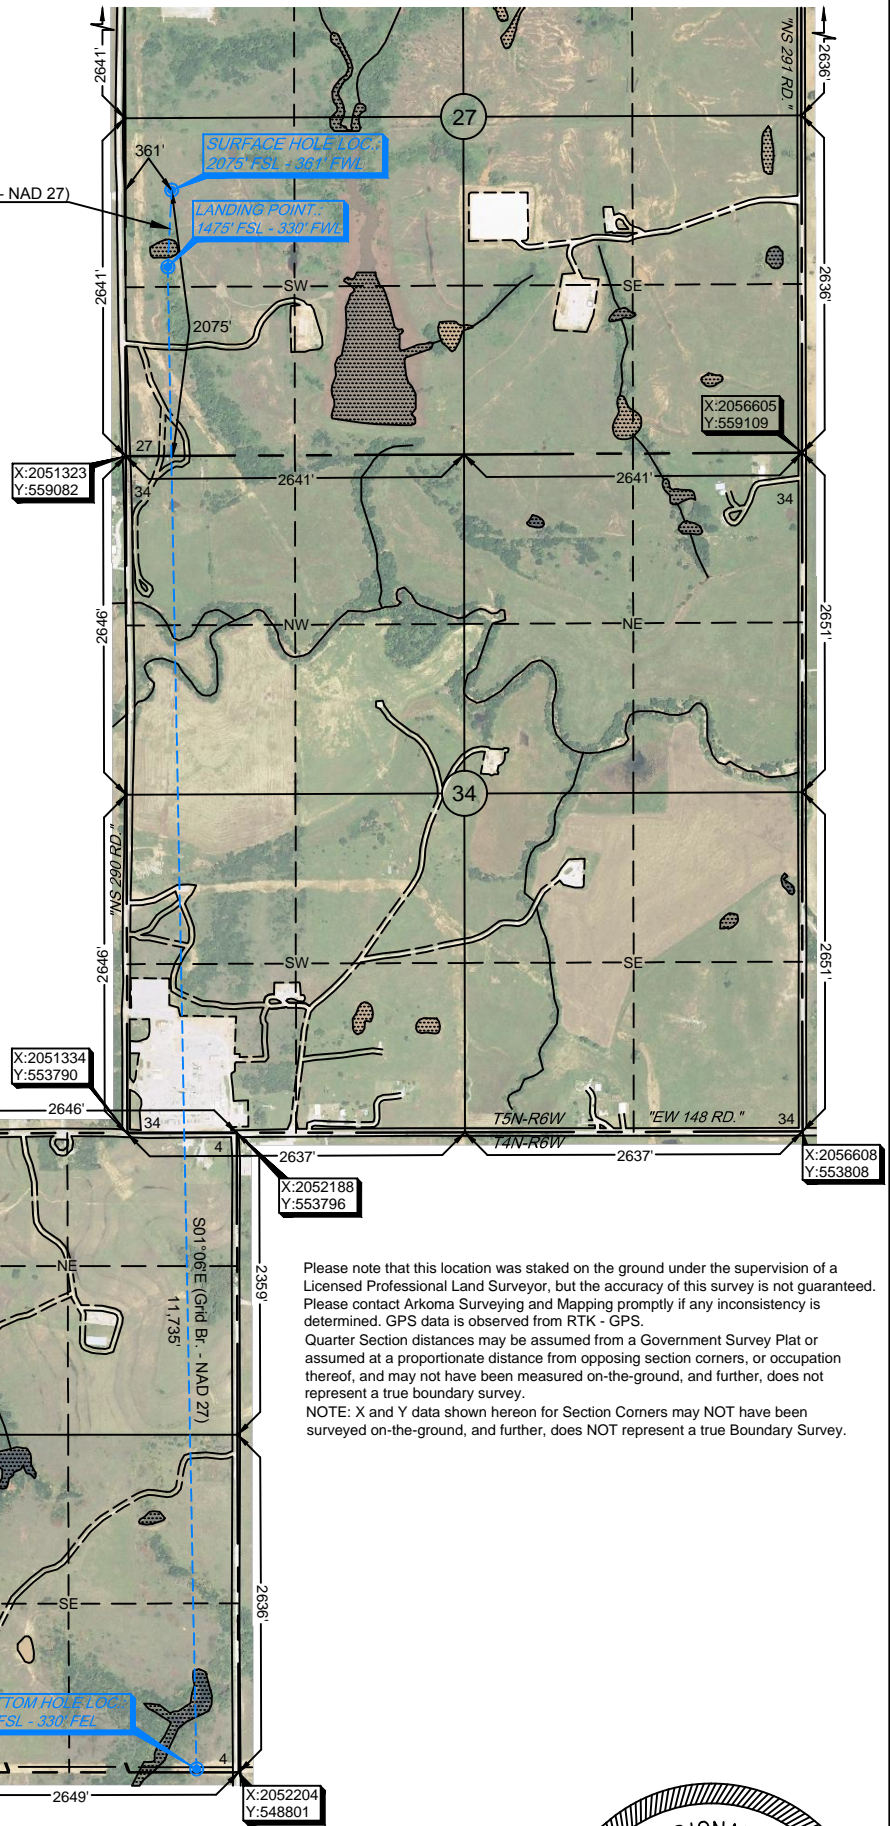 2641'
"NS 291 RD."
2636'
27
361'
SURFACE HOLE LOC.:
2075' FSL - 361' FWL
- NAD 27)
LANDING POINT.:
1475' FSL - 330' FWL
2641'
SW
SE
2636'
2075'
X:2056605
Y:559109
27
X:2051323
Y:559082
2641'
2641'
34
34
2646'
NW
NE
2651'
34
"NS 290 RD."
2646'
SW
SE
2651'
X:2051334
Y:553790
2646'
34
T5N-R6W
"EW 148 RD."
34
4
T4N-R6W
2637'
2637'
X:2056608
Y:553808
X:2052188
Y:553796
S01°06'E (Grid Br. - NAD 27)
11,735'
NE
2359'
Please note that this location was staked on the ground under the supervision of a
Licensed Professional Land Surveyor, but the accuracy of this survey is not guaranteed.
Please contact Arkoma Surveying and Mapping promptly if any inconsistency is
determined. GPS data is observed from RTK - GPS.
Quarter Section distances may be assumed from a Government Survey Plat or
assumed at a proportionate distance from opposing section corners, or occupation
thereof, and may not have been measured on-the-ground, and further, does not
represent a true boundary survey.
NOTE: X and Y data shown hereon for Section Corners may NOT have been
surveyed on-the-ground, and further, does NOT represent a true Boundary Survey.
SE
2636'
TTOM HOLE LOC.:
FSL - 330' FEL
4
2649'
X:2052204
Y:548801